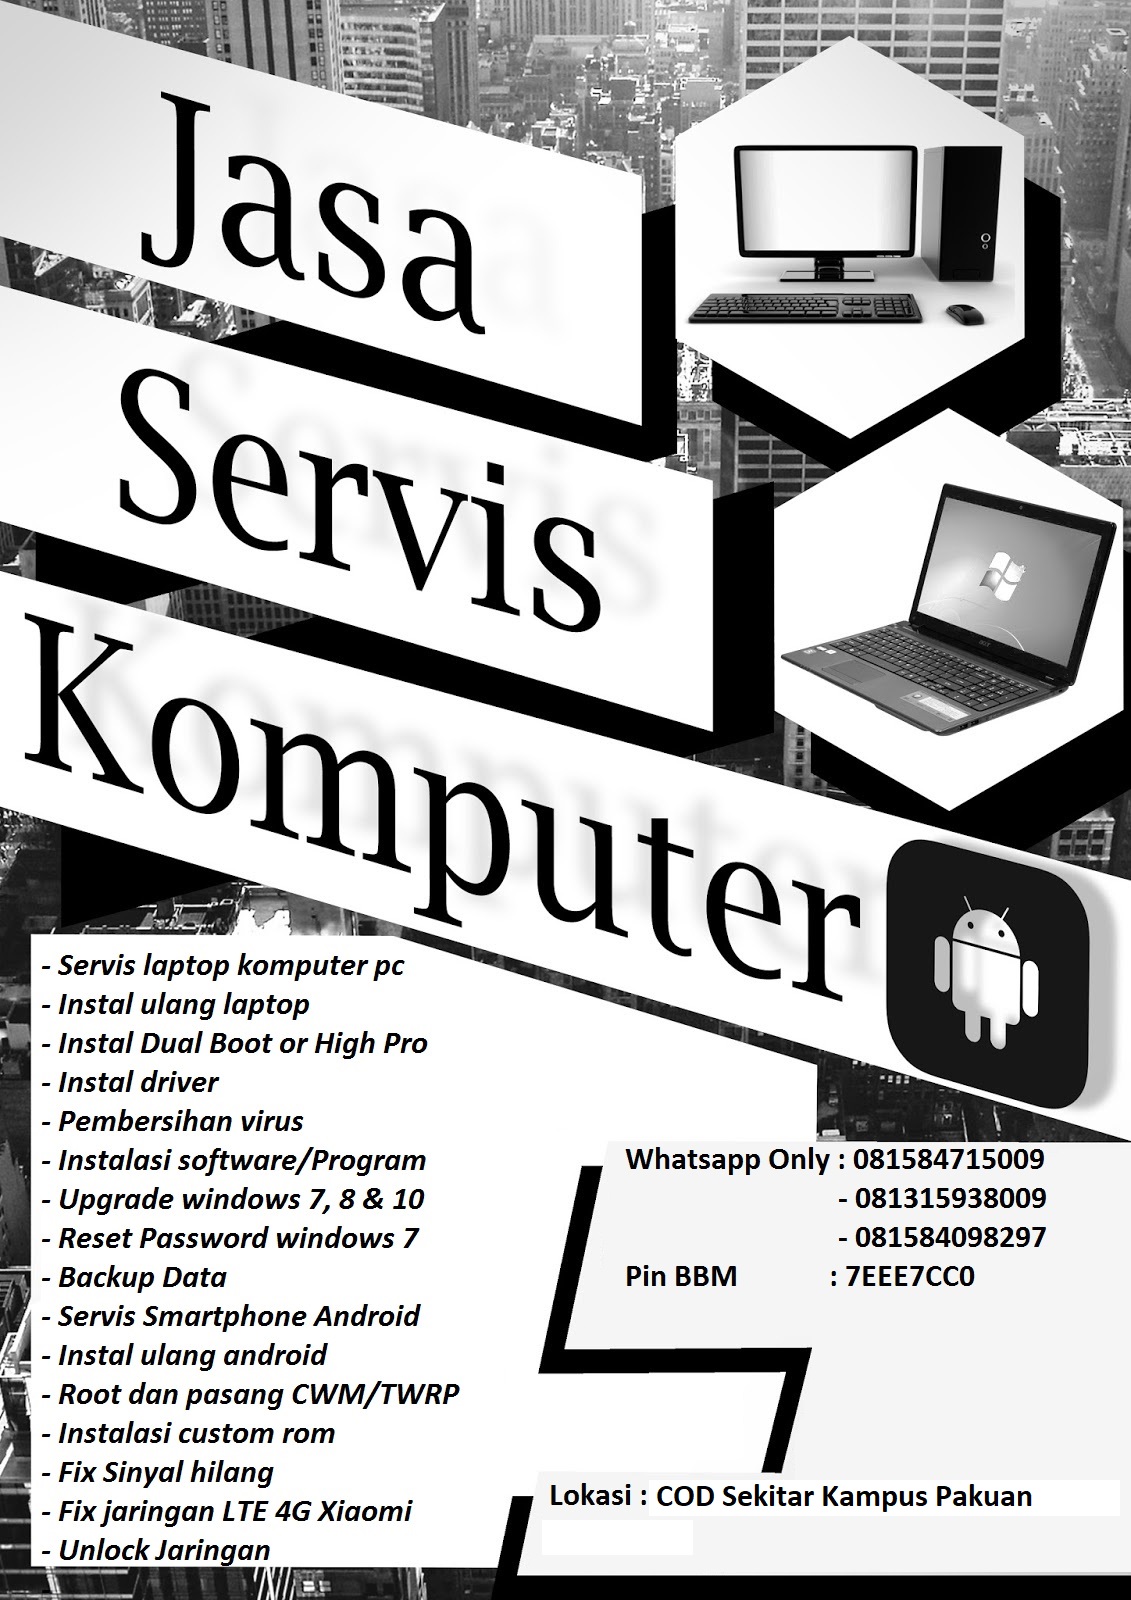 Jasa
Servis
Komputer
- Servis laptop komputer pc
- Instal ulang laptop
- Instal Dual Boot or High Pro
- Instal driver
- Pembersihan virus
- Instalasi software/Program
- Upgrade windows 7, 8 & 10
- Reset Password windows 7
- Backup Data
- Servis Smartphone Android
- Instal ulang android
- Root dan pasang CWM/TWRP
- Instalasi custom rom
- Fix Sinyal hilang
- Fix jaringan LTE 4G Xiaomi
- Unlock Jaringan
Whatsapp Only : 081584715009
- 081315938009
- 081584098297
Pin BBM : 7EEE7CC0
Lokasi : COD Sekitar Kampus Pakuan